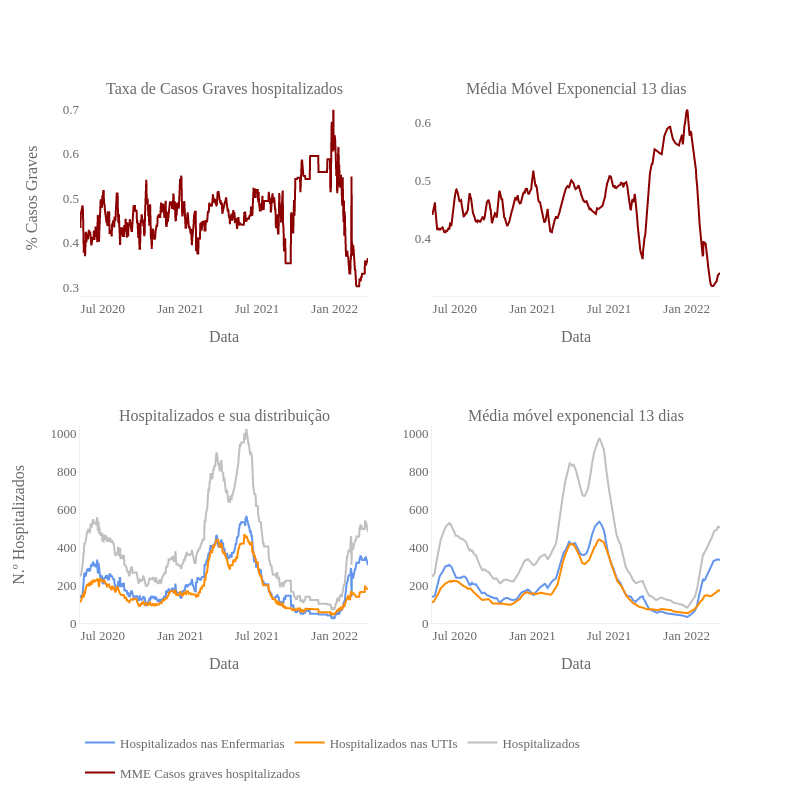 Taxa de Casos Graves hospitalizados
Média Móvel Exponencial 13 dias
% Casos Graves
0.7
0.6
0.5
0.4
0.3
Jul 2020 Jan 2021 Jul 2021 Jan 2022
Data
0.6
0.5
0.4
Jul 2020 Jan 2021 Jul 2021 Jan 2022
Data
Hospitalizados e sua distribuição
Média móvel exponencial 13 dias
N.º Hospitalizados
1000
800
600
400
200
0
Jul 2020 Jan 2021 Jul 2021 Jan 2022
Data
1000
800
600
400
200
0
Jul 2020 Jan 2021 Jul 2021 Jan 2022
Data
Hospitalizados nas Enfermarias Hospitalizados nas UTIs Hospitalizados
MME Casos graves hospitalizados